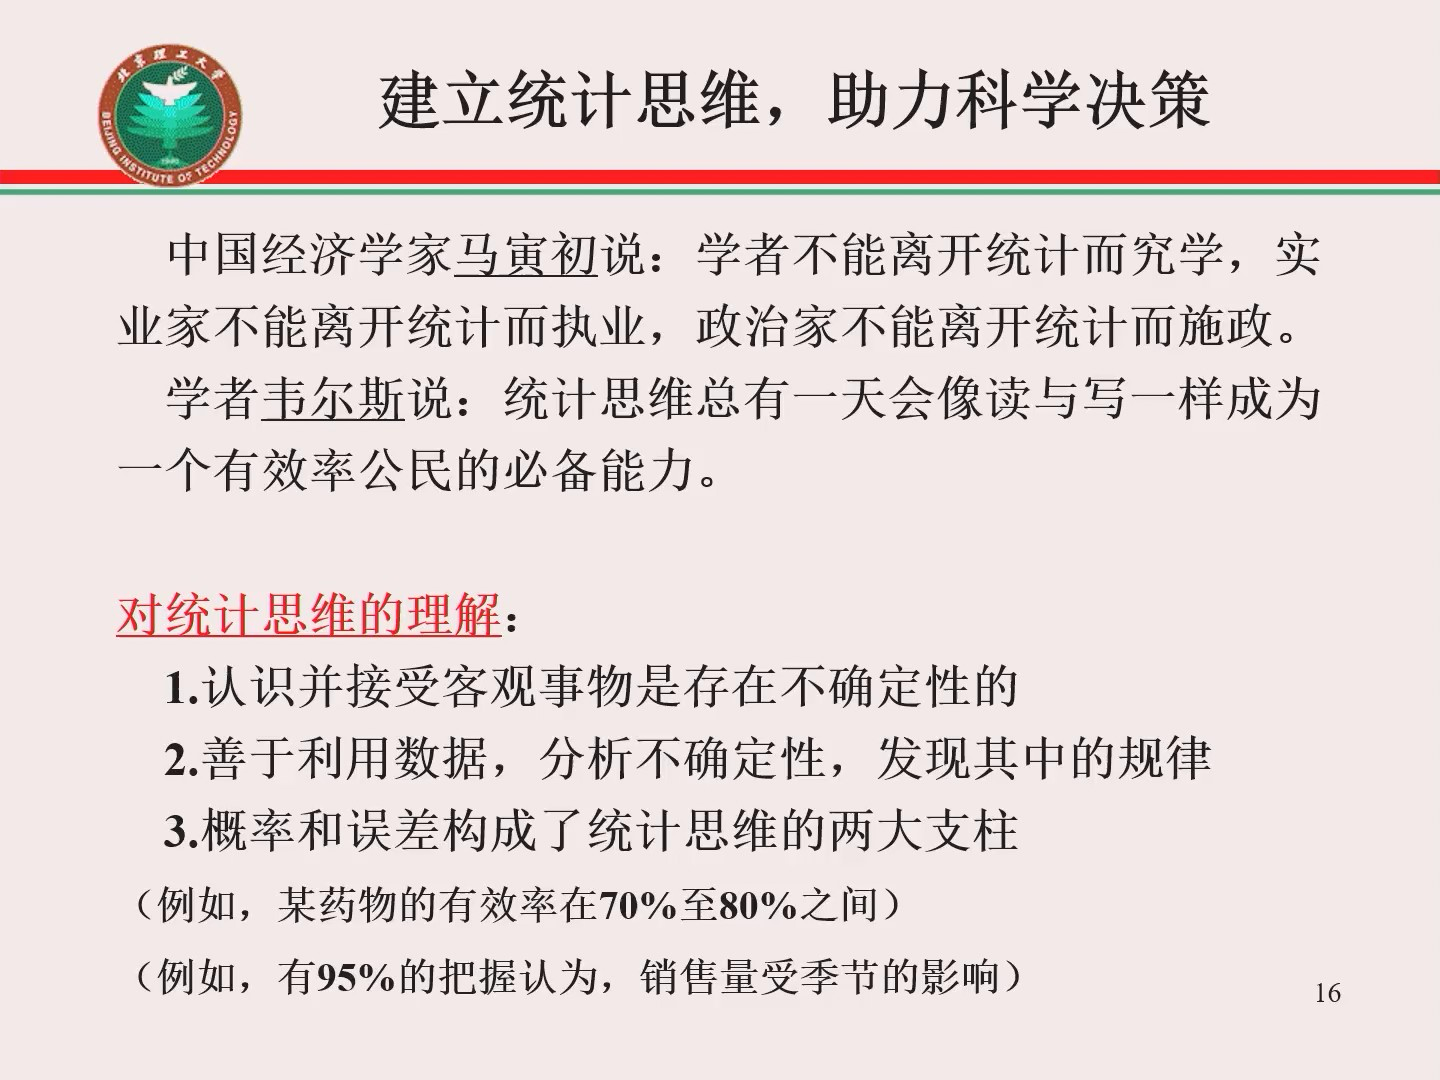 北京理工大学
BEIJING INSTITUTE OF TECHNOLOGY
1940
建立统计思维，助力科学决策
中国经济学家马寅初说：学者不能离开统计而究学，实
业家不能离开统计而执业，政治家不能离开统计而施政。
学者韦尔斯说：统计思维总有一天会像读与写一样成为
一个有效率公民的必备能力。
对统计思维的理解：
1.认识并接受客观事物是存在不确定性的
2.善于利用数据，分析不确定性，发现其中的规律
3.概率和误差构成了统计思维的两大支柱
（例如，某药物的有效率在70%至80%之间）
（例如，有95%的把握认为，销售量受季节的影响）
16